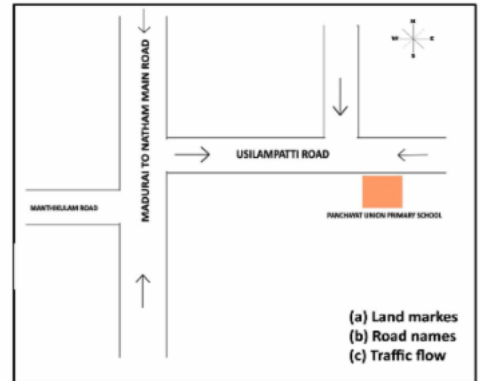 N
W E
S
MADURAI TO NATHAM MAIN ROAD
USILAMPATTI ROAD
MANTHIKULAM ROAD
PANCHAYAT UNION PRIMARY SCHOOL
(a) Land markes
(b) Road names
(c) Traffic flow